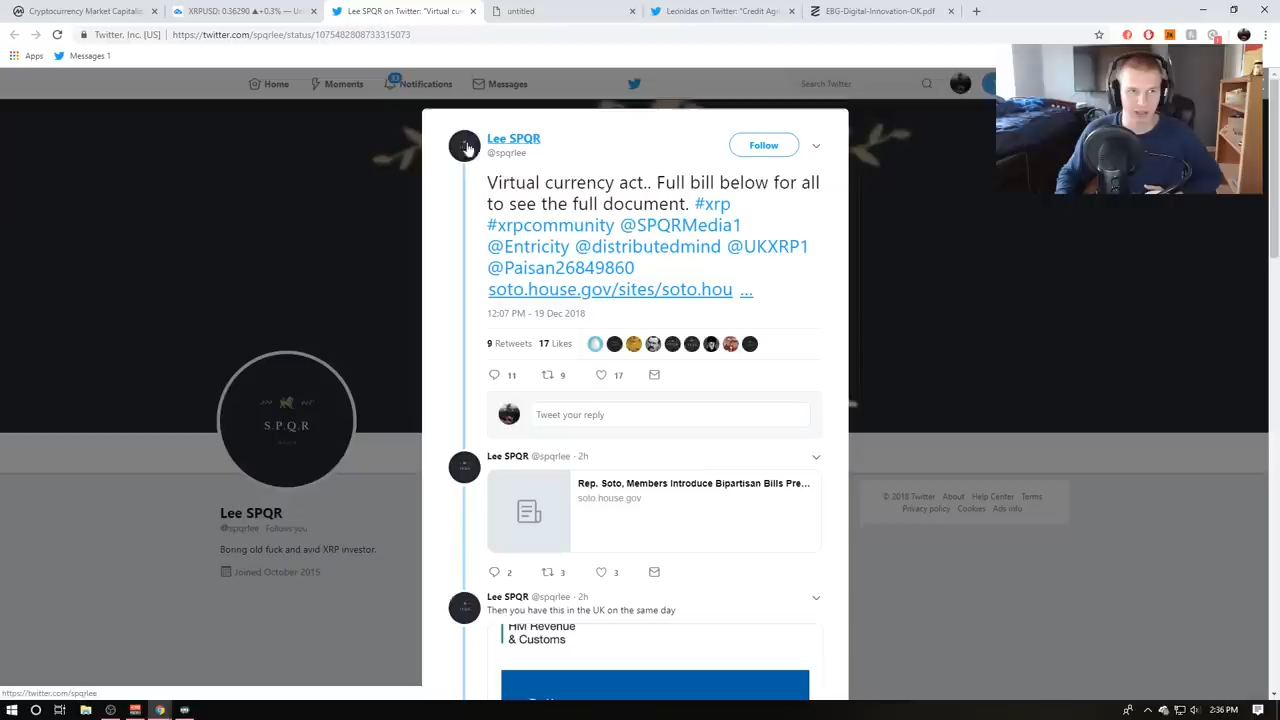 Cryptocurrency Market Capitaliz
XRPUSD: 0.36290 ▲+0.3% — Un
Lee SPQR on Twitter: "Virtual cu
untitled
Leonidas on Twitter: "Credit Agr
EBG-Digital-Innovation-OK.pdf
Twitter, Inc. [US]
https://twitter.com/spqrlee/status/1075482808733315073
Apps
Messages 1
Home
Moments
Notifications
Messages
Search Twitter
Lee SPQR
@spqrlee
Follow
Virtual currency act.. Full bill below for all
to see the full document. #xrp
#xrpcommunity @SPQRMedia1
@Entricity @distributedmind @UKXRP1
@Paisan26849860
soto.house.gov/sites/soto.hou …
12:07 PM - 19 Dec 2018
9 Retweets 17 Likes
11 9 17
Tweet your reply
Lee SPQR @spqrlee · 2h
Rep. Soto, Members Introduce Bipartisan Bills Pre...
soto.house.gov
2 3 3
Lee SPQR @spqrlee · 2h
Then you have this in the UK on the same day
HM Revenue
& Customs
S.P.Q.R
Lee SPQR
@spqrlee Follows you
Boring old fuck and avid XRP investor.
Joined October 2015
© 2018 Twitter About Help Center Terms
Privacy policy Cookies Ads info
https://twitter.com/spqrlee
2:36 PM